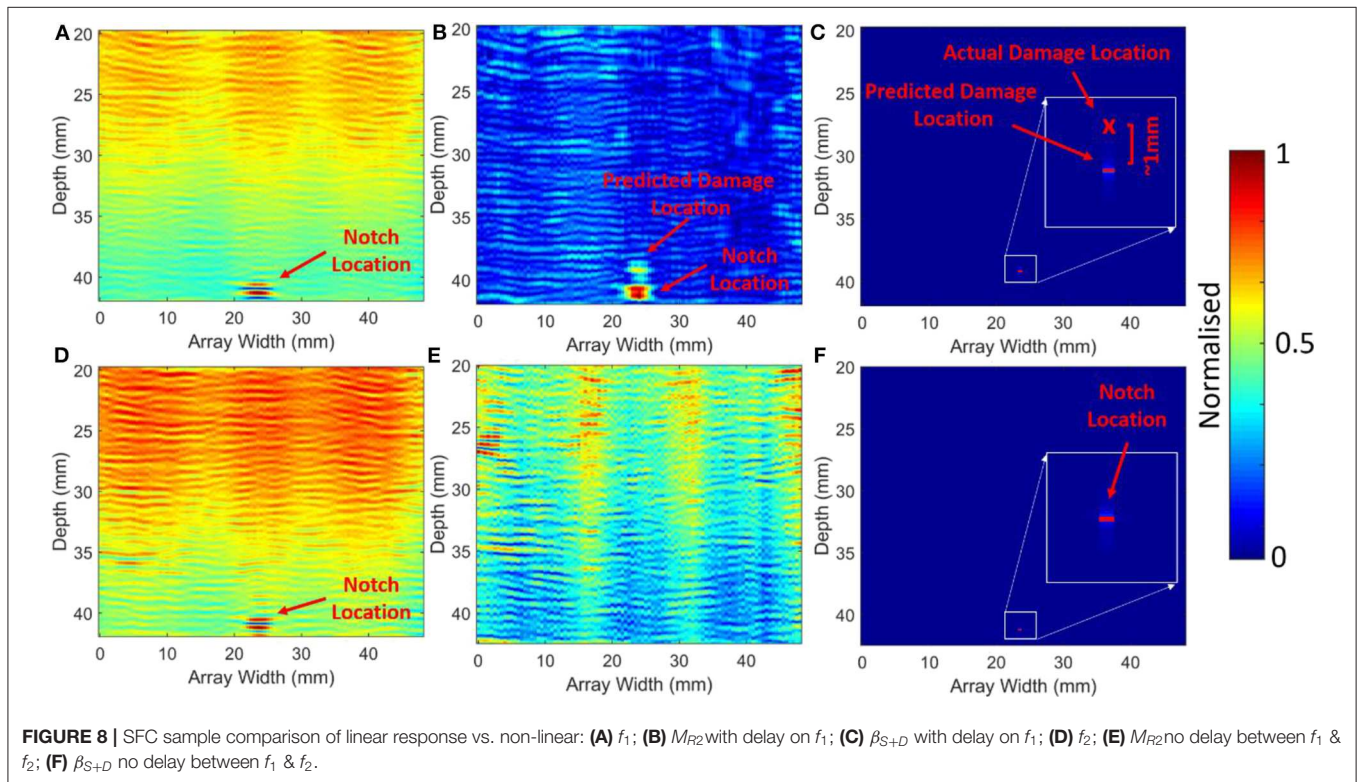 A
20
25
30
35
40
Depth (mm)
Notch
Location
0
10
20
30
40
Array Width (mm)
B
20
25
30
35
40
Depth (mm)
Predicted Damage
Location
Notch
Location
0
10
20
30
40
Array Width (mm)
C
20
25
30
35
40
Depth (mm)
Actual Damage Location
Predicted Damage
Location
X
~1mm
0
10
20
30
40
Array Width (mm)
1
0.5
0
Normalised
D
20
25
30
35
40
Depth (mm)
Notch
Location
0
10
20
30
40
Array Width (mm)
E
20
25
30
35
40
Depth (mm)
0
10
20
30
40
Array Width (mm)
F
20
25
30
35
40
Depth (mm)
Notch
Location
0
10
20
30
40
Array Width (mm)
FIGURE 8 | SFC sample comparison of linear response vs. non-linear: (A) f1; (B) MR2with delay on f1; (C) βS+D with delay on f1; (D) f2; (E) MR2no delay between f1 &
f2; (F) βS+D no delay between f1 & f2.